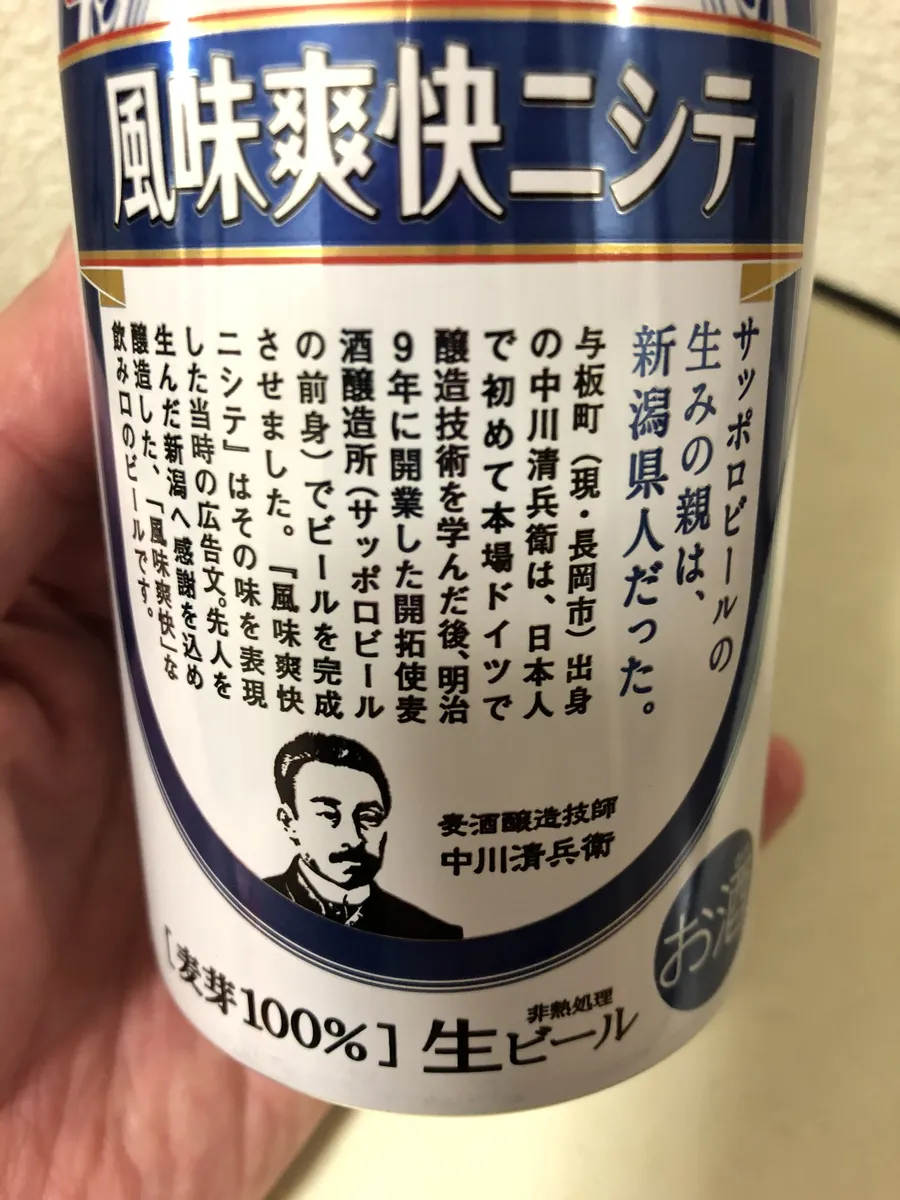 風味爽快ニシテ
サッポロビールの
生みの親は、
新潟県人だった。
与板町（現・長岡市）出身
の中川清兵衛は、日本人
で初めて本場ドイツで
醸造技術を学んだ後、明治
9年に開業した開拓使麦
酒醸造所（サッポロビール
の前身）でビールを完成
させました。『風味爽快
ニシテ』はその味を表現
した当時の広告文。先人を
生んだ新潟へ感謝を込め
醸造した、「風味爽快」な
飲み口のビールです。
麦酒醸造技師
中川清兵衛
［麦芽100%］生ビール
非熱処理
お酒